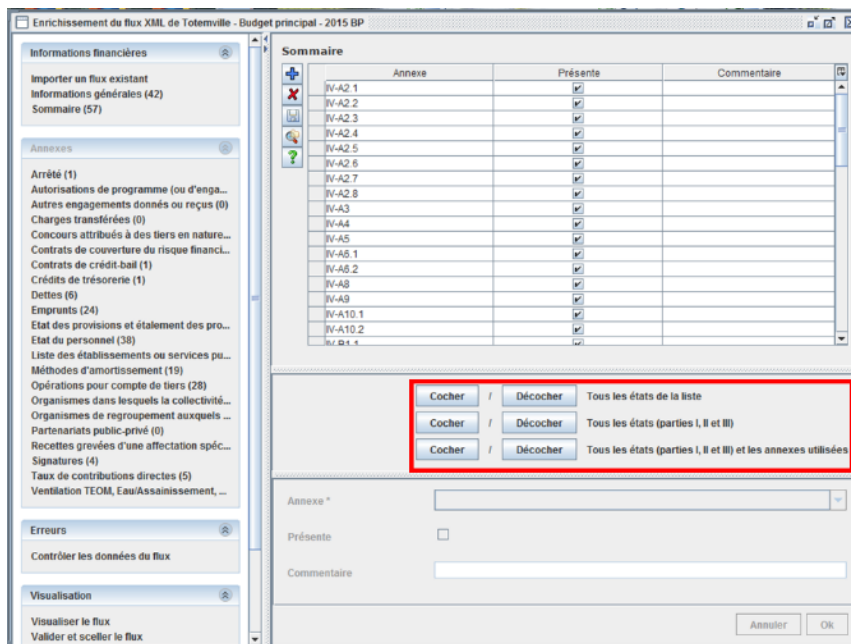 Enrichissement du flux XML de Totemville - Budget principal - 2015 BP
Informations financières
Importer un flux existant
Informations générales (42)
Sommaire (57)
Annexes
Arrêté (1)
Autorisations de programme (ou d'enga...
Autres engagements donnés ou reçus (0)
Charges transférées (0)
Concours attribués à des tiers en nature...
Contrats de couverture du risque financi...
Contrats de crédit-bail (1)
Crédits de trésorerie (1)
Dettes (6)
Emprunts (24)
Etat des provisions et étalement des pro...
Etat du personnel (38)
Liste des établissements ou services pu...
Méthodes d'amortissement (19)
Opérations pour compte de tiers (28)
Organismes dans lesquels la collectivité...
Organismes de regroupement auxquels ...
Partenariats public-privé (0)
Recettes grevées d'une affectation spéc...
Signatures (4)
Taux de contributions directes (5)
Ventilation TEOM, Eau/Assainissement, ...
Erreurs
Contrôler les données du flux
Visualisation
Visualiser le flux
Valider et sceller le flux
Sommaire
Annexe Présente Commentaire
IV-A2.1
IV-A2.2
IV-A2.3
IV-A2.4
IV-A2.5
IV-A2.6
IV-A2.7
IV-A2.8
IV-A3
IV-A4
IV-A5
IV-A6.1
IV-A6.2
IV-A8
IV-A9
IV-A10.1
IV-A10.2
IV-B1.1
Cocher / Décocher Tous les états de la liste
Cocher / Décocher Tous les états (parties I, II et III)
Cocher / Décocher Tous les états (parties I, II et III) et les annexes utilisées
Annexe *
Présente
Commentaire
Annuler Ok